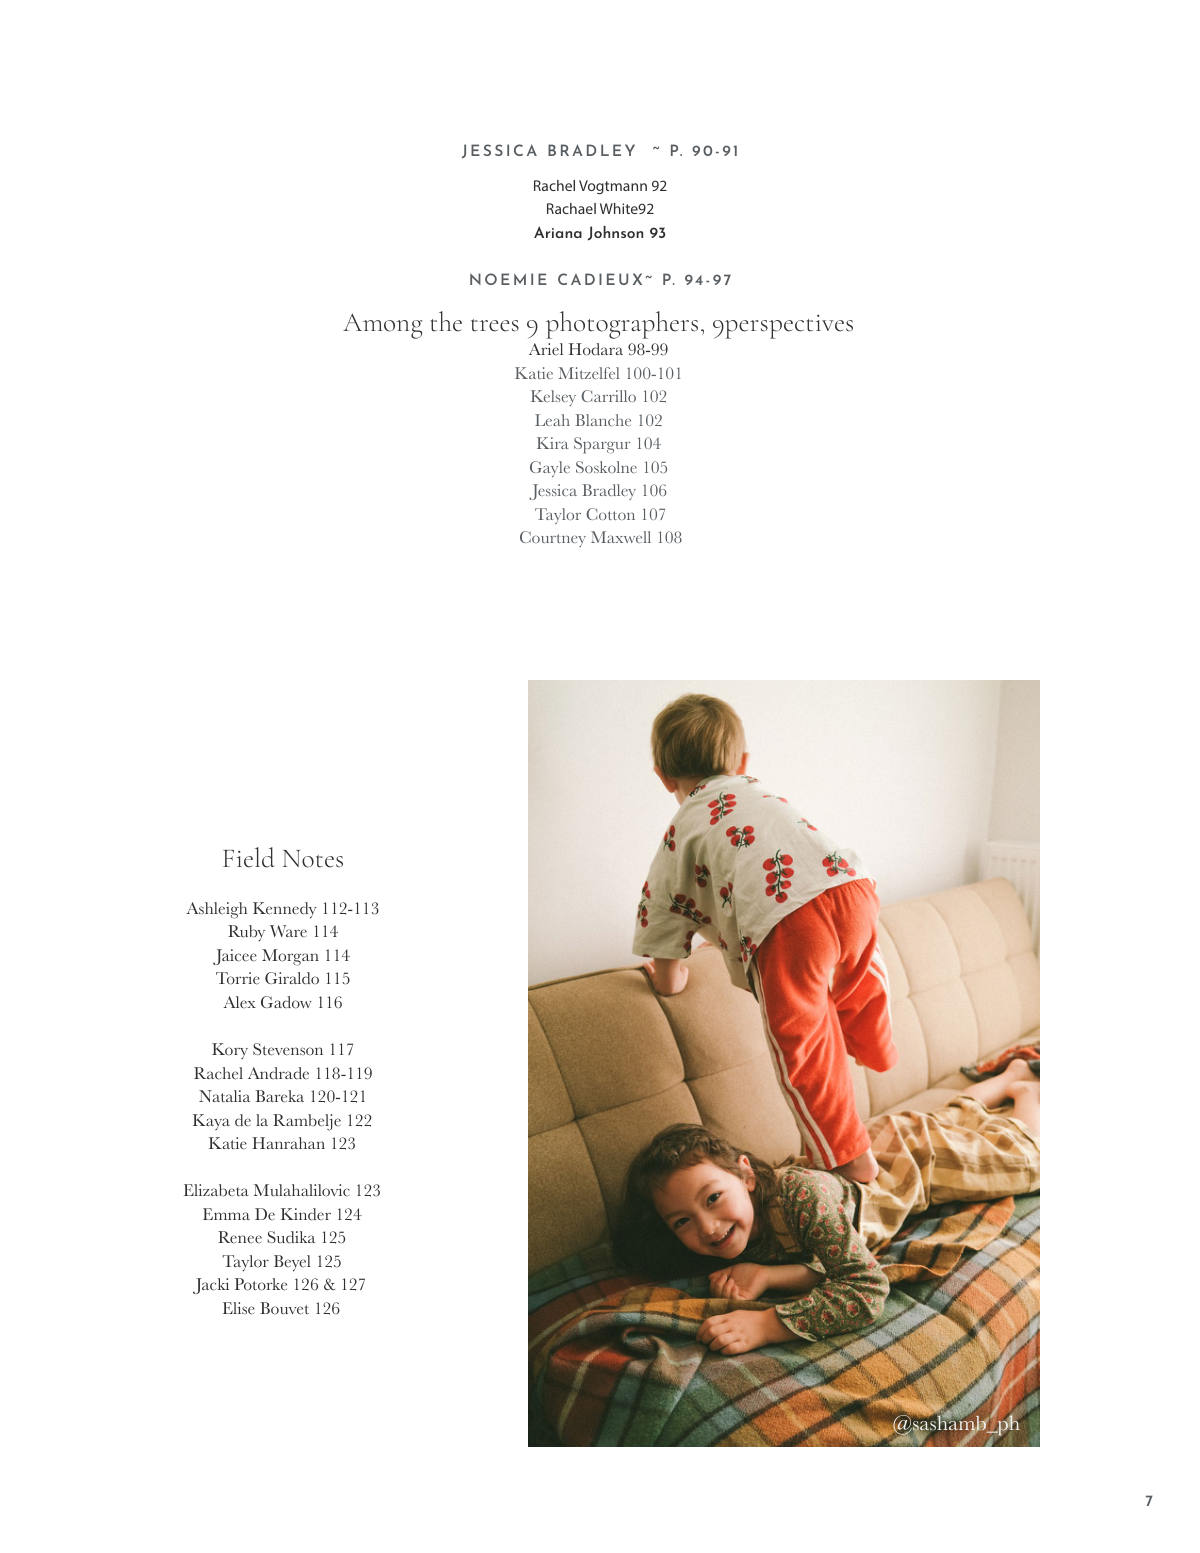 JESSICA BRADLEY ~ P. 90-91
Rachel Vogtmann 92
Rachael White92
Ariana Johnson 93
NOEMIE CADIEUX~ P. 94-97
Among the trees 9 photographers, 9perspectives
Ariel Hodara 98-99
Katie Mitzelfel 100-101
Kelsey Carrillo 102
Leah Blanche 102
Kira Spargur 104
Gayle Soskolne 105
Jessica Bradley 106
Taylor Cotton 107
Courtney Maxwell 108
Field Notes
Ashleigh Kennedy 112-113
Ruby Ware 114
Jaicee Morgan 114
Torrie Giraldo 115
Alex Gadow 116
Kory Stevenson 117
Rachel Andrade 118-119
Natalia Bareka 120-121
Kaya de la Rambelje 122
Katie Hanrahan 123
Elizabeta Mulahalilovic 123
Emma De Kinder 124
Renee Sudika 125
Taylor Beyel 125
Jacki Potorke 126 & 127
Elise Bouvet 126
@sashamb_ph
7